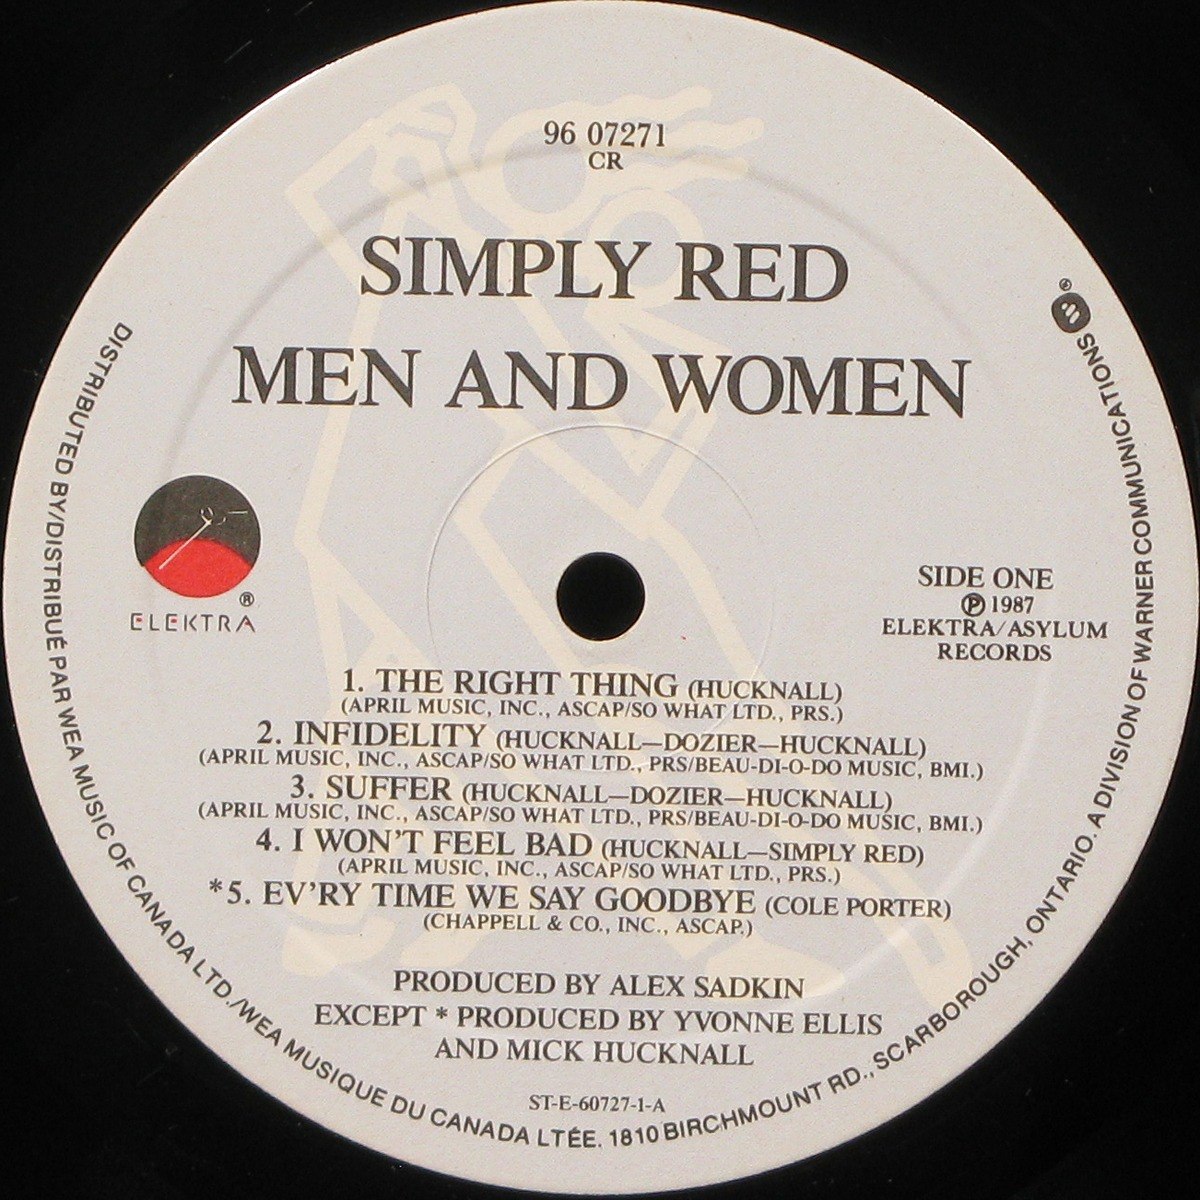 96 07271
CR
SIMPLY RED
MEN AND WOMEN
ELEKTRA®
SIDE ONE
℗ 1987
ELEKTRA/ASYLUM
RECORDS
1. THE RIGHT THING (HUCKNALL)
(APRIL MUSIC, INC., ASCAP/SO WHAT LTD., PRS.)
2. INFIDELITY (HUCKNALL—DOZIER—HUCKNALL)
(APRIL MUSIC, INC., ASCAP/SO WHAT LTD., PRS/BEAU-DI-O-DO MUSIC, BMI.)
3. SUFFER (HUCKNALL—DOZIER—HUCKNALL)
(APRIL MUSIC, INC., ASCAP/SO WHAT LTD., PRS/BEAU-DI-O-DO MUSIC, BMI.)
4. I WON'T FEEL BAD (HUCKNALL—SIMPLY RED)
(APRIL MUSIC, INC., ASCAP/SO WHAT LTD., PRS.)
*5. EV'RY TIME WE SAY GOODBYE (COLE PORTER)
(CHAPPELL & CO., INC., ASCAP.)
PRODUCED BY ALEX SADKIN
EXCEPT * PRODUCED BY YVONNE ELLIS
AND MICK HUCKNALL
ST-E-60727-1-A
DISTRIBUTED BY/DISTRIBUÉ PAR WEA MUSIC OF CANADA LTD./WEA MUSIQUE DU CANADA LTÉE. 1810 BIRCHMOUNT RD., SCARBOROUGH, ONTARIO. A DIVISION OF WARNER COMMUNICATIONS ®